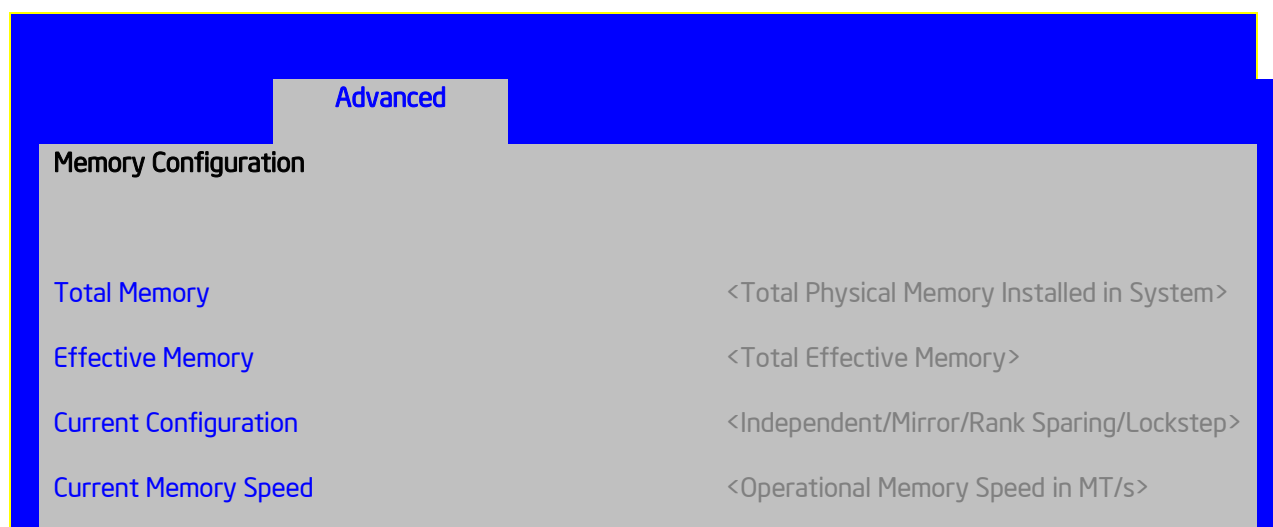 Advanced
Memory Configuration
Total Memory <Total Physical Memory Installed in System>
Effective Memory <Total Effective Memory>
Current Configuration <Independent/Mirror/Rank Sparing/Lockstep>
Current Memory Speed <Operational Memory Speed in MT/s>